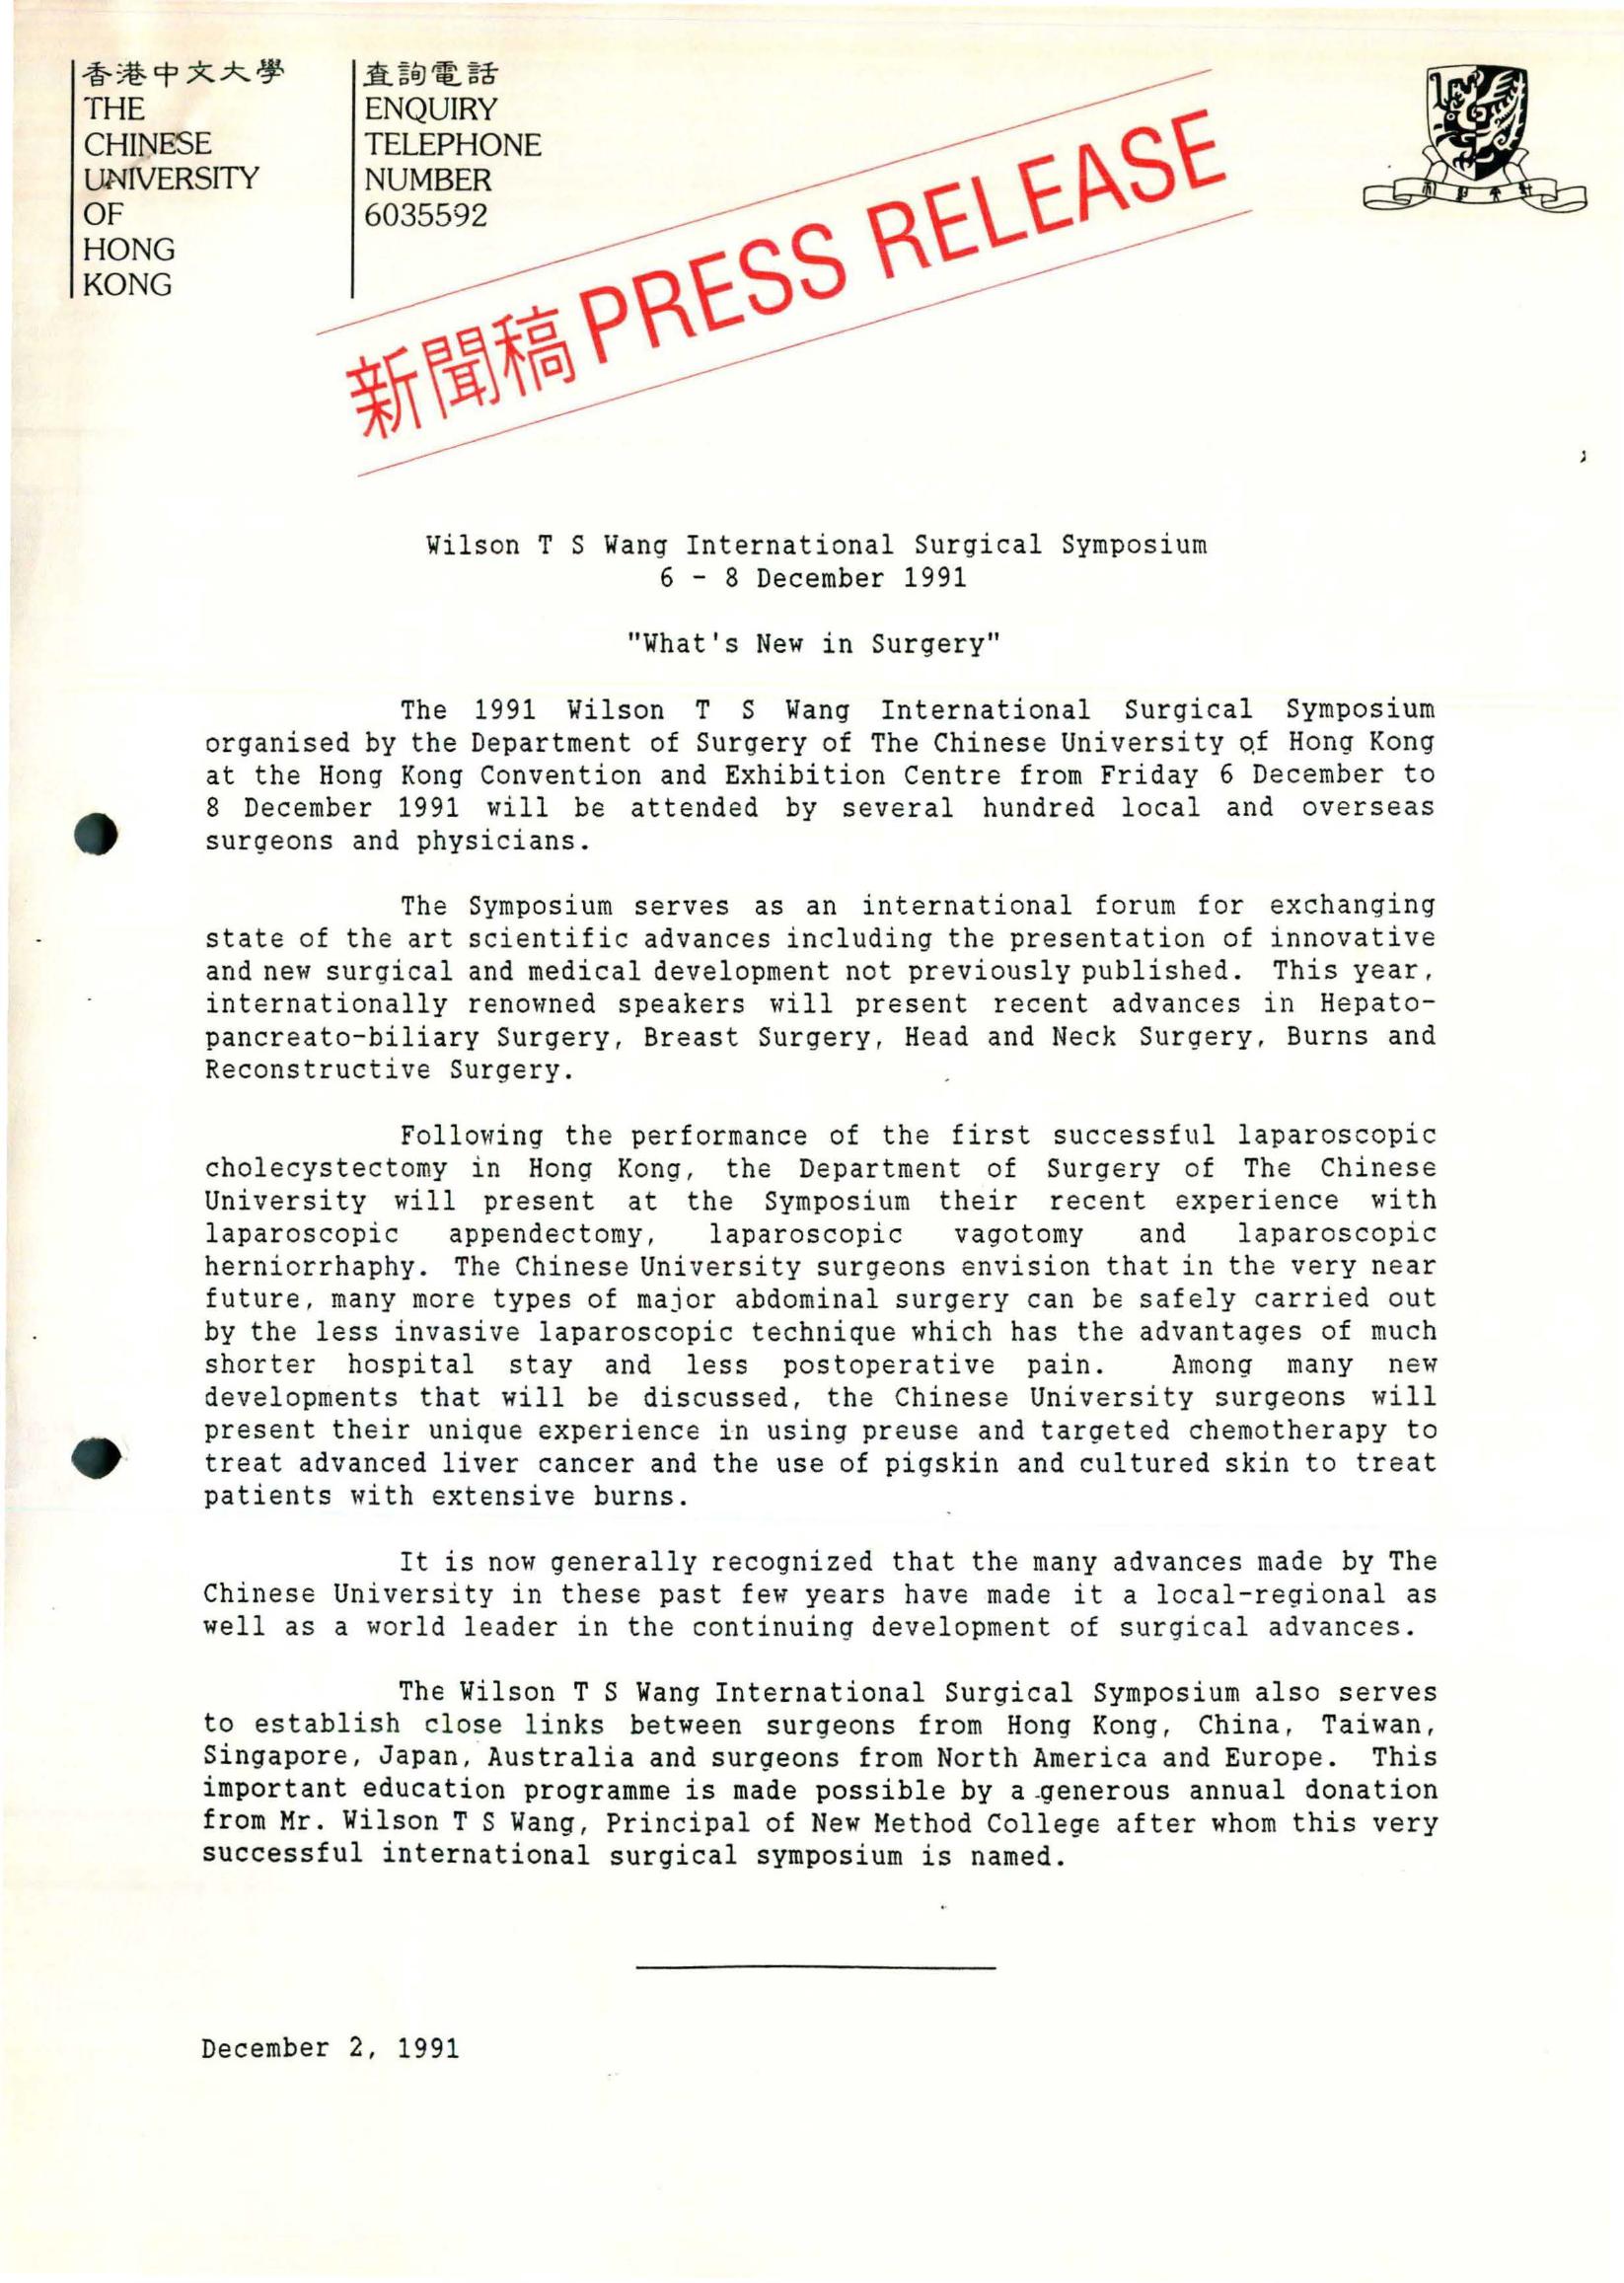 香港中文大學
THE
CHINESE
UNIVERSITY
OF
HONG
KONG
查詢電話
ENQUIRY
TELEPHONE
NUMBER
6035592
新聞稿 PRESS RELEASE
Wilson T S Wang International Surgical Symposium
6 - 8 December 1991
"What's New in Surgery"
The 1991 Wilson T S Wang International Surgical Symposium
organised by the Department of Surgery of The Chinese University of Hong Kong
at the Hong Kong Convention and Exhibition Centre from Friday 6 December to
8 December 1991 will be attended by several hundred local and overseas
surgeons and physicians.
The Symposium serves as an international forum for exchanging
state of the art scientific advances including the presentation of innovative
and new surgical and medical development not previously published. This year,
internationally renowned speakers will present recent advances in Hepato-
pancreato-biliary Surgery, Breast Surgery, Head and Neck Surgery, Burns and
Reconstructive Surgery.
Following the performance of the first successful laparoscopic
cholecystectomy in Hong Kong, the Department of Surgery of The Chinese
University will present at the Symposium their recent experience with
laparoscopic appendectomy, laparoscopic vagotomy and laparoscopic
herniorrhaphy. The Chinese University surgeons envision that in the very near
future, many more types of major abdominal surgery can be safely carried out
by the less invasive laparoscopic technique which has the advantages of much
shorter hospital stay and less postoperative pain. Among many new
developments that will be discussed, the Chinese University surgeons will
present their unique experience in using preuse and targeted chemotherapy to
treat advanced liver cancer and the use of pigskin and cultured skin to treat
patients with extensive burns.
It is now generally recognized that the many advances made by The
Chinese University in these past few years have made it a local-regional as
well as a world leader in the continuing development of surgical advances.
The Wilson T S Wang International Surgical Symposium also serves
to establish close links between surgeons from Hong Kong, China, Taiwan,
Singapore, Japan, Australia and surgeons from North America and Europe. This
important education programme is made possible by a generous annual donation
from Mr. Wilson T S Wang, Principal of New Method College after whom this very
successful international surgical symposium is named.
December 2, 1991